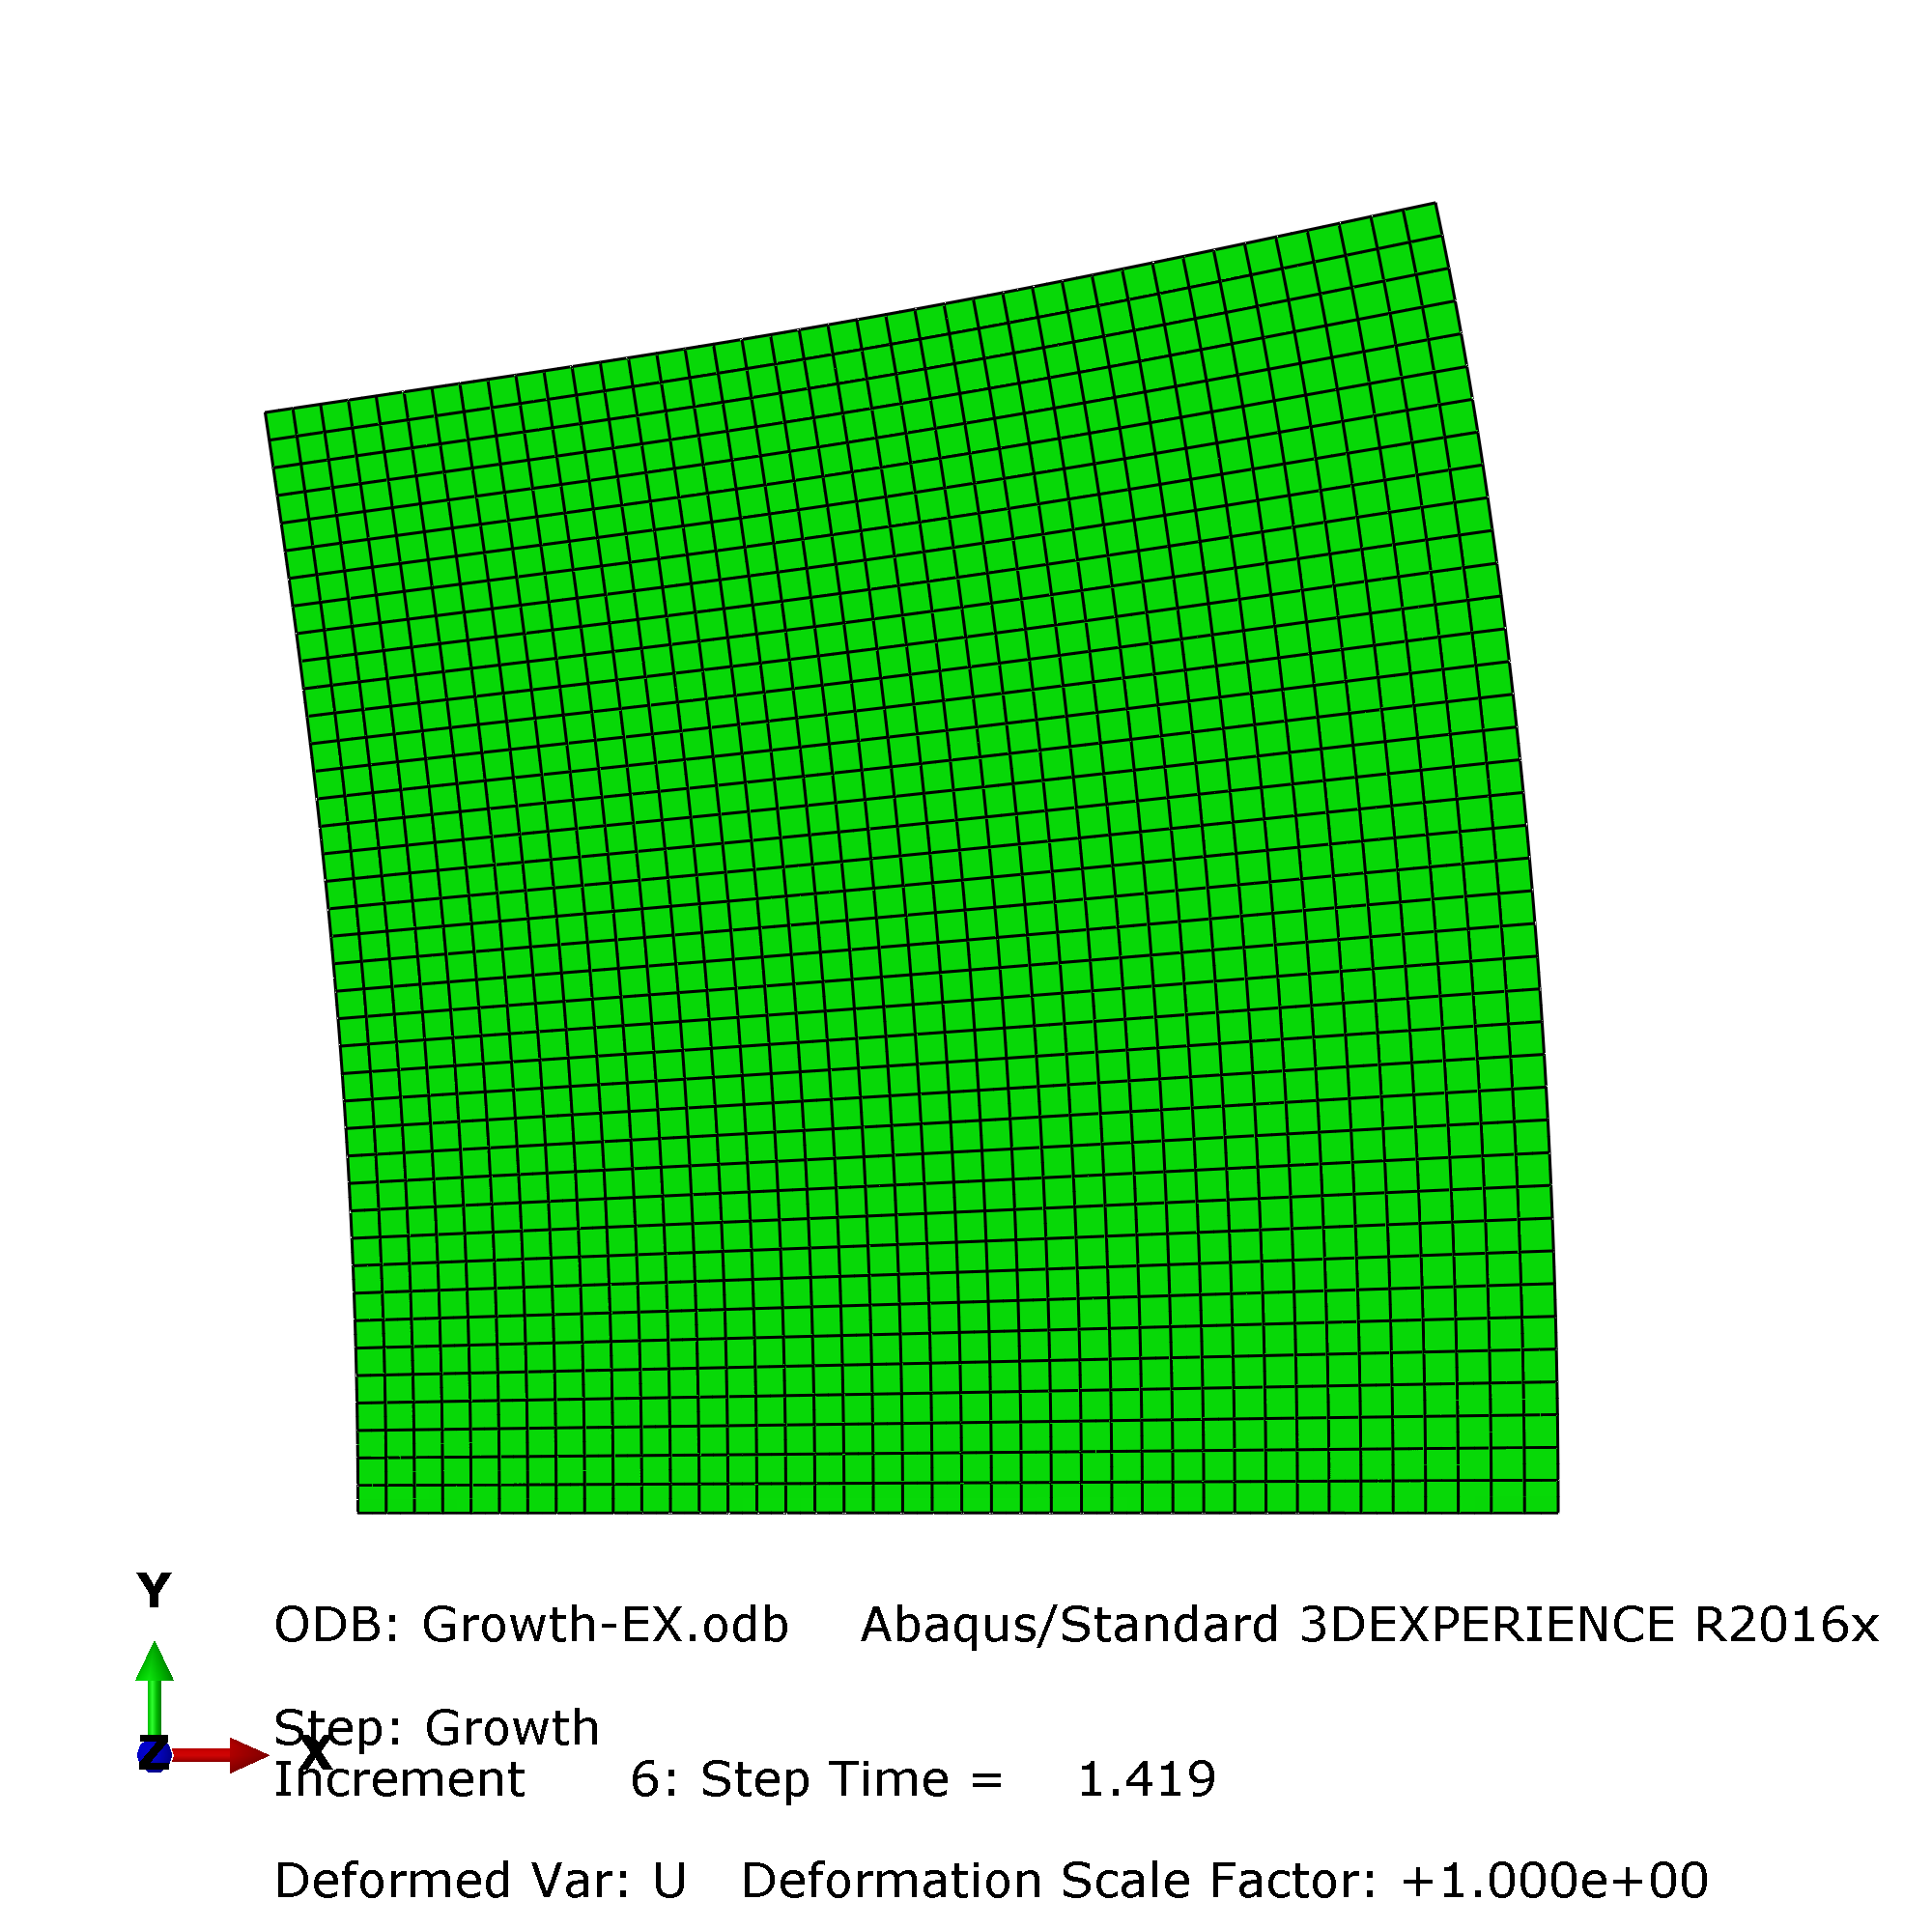 Y
ODB: Growth-EX.odb    Abaqus/Standard 3DEXPERIENCE R2016x
Step: Growth
Z X
Increment      6: Step Time =    1.419
Deformed Var: U   Deformation Scale Factor: +1.000e+00